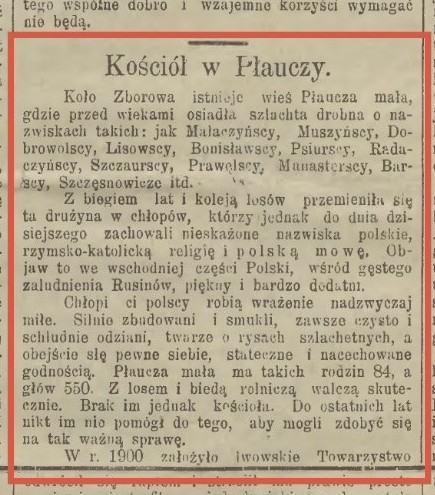 tego wspólne dobro i wzajemne korzyści wymagać
nie będą.
Kościół w Płauczy.
Koło Zborowa istnieje wieś Płaucza mała,
gdzie przed wiekami osiadła szlachta drobna o na-
zwiskach takich: jak Małaczyńscy, Muszyńscy, Do-
browolscy, Lisowscy, Bonisławscy, Psiurscy, Rada-
czyńscy, Szczaurscy, Prawelscy, Manasterscy, Bar-
scy, Szczęsnowicze itd.
Z biegiem lat i koleją losów przemieniła się
ta drużyna w chłopów, którzy jednak do dnia dzi-
siejszego zachowali nieskażone nazwiska polskie,
rzymsko-katolicką religię i polską mowę. Ob-
jaw to we wschodniej części Polski, wśród gęstego
zaludnienia Rusinów, piękny i bardzo dodatni.
Chłopi ci polscy robią wrażenie nadzwyczaj
miłe. Silnie zbudowani i smukli, zawsze czysto i
schludnie odziani, twarze o rysach szlachetnych, a
obejście się pewne siebie, stateczne i nacechowane
godnością. Płaucza mała ma takich rodzin 84, a
głów 550. Z losem i biedą rolniczą walczą skute-
cznie. Brak im jednak kościoła. Do ostatnich lat
nikt im nie pomógł do tego, aby mogli zdobyć się
na tak ważną sprawę.
W r. 1900 założyło lwowskie Towarzystwo